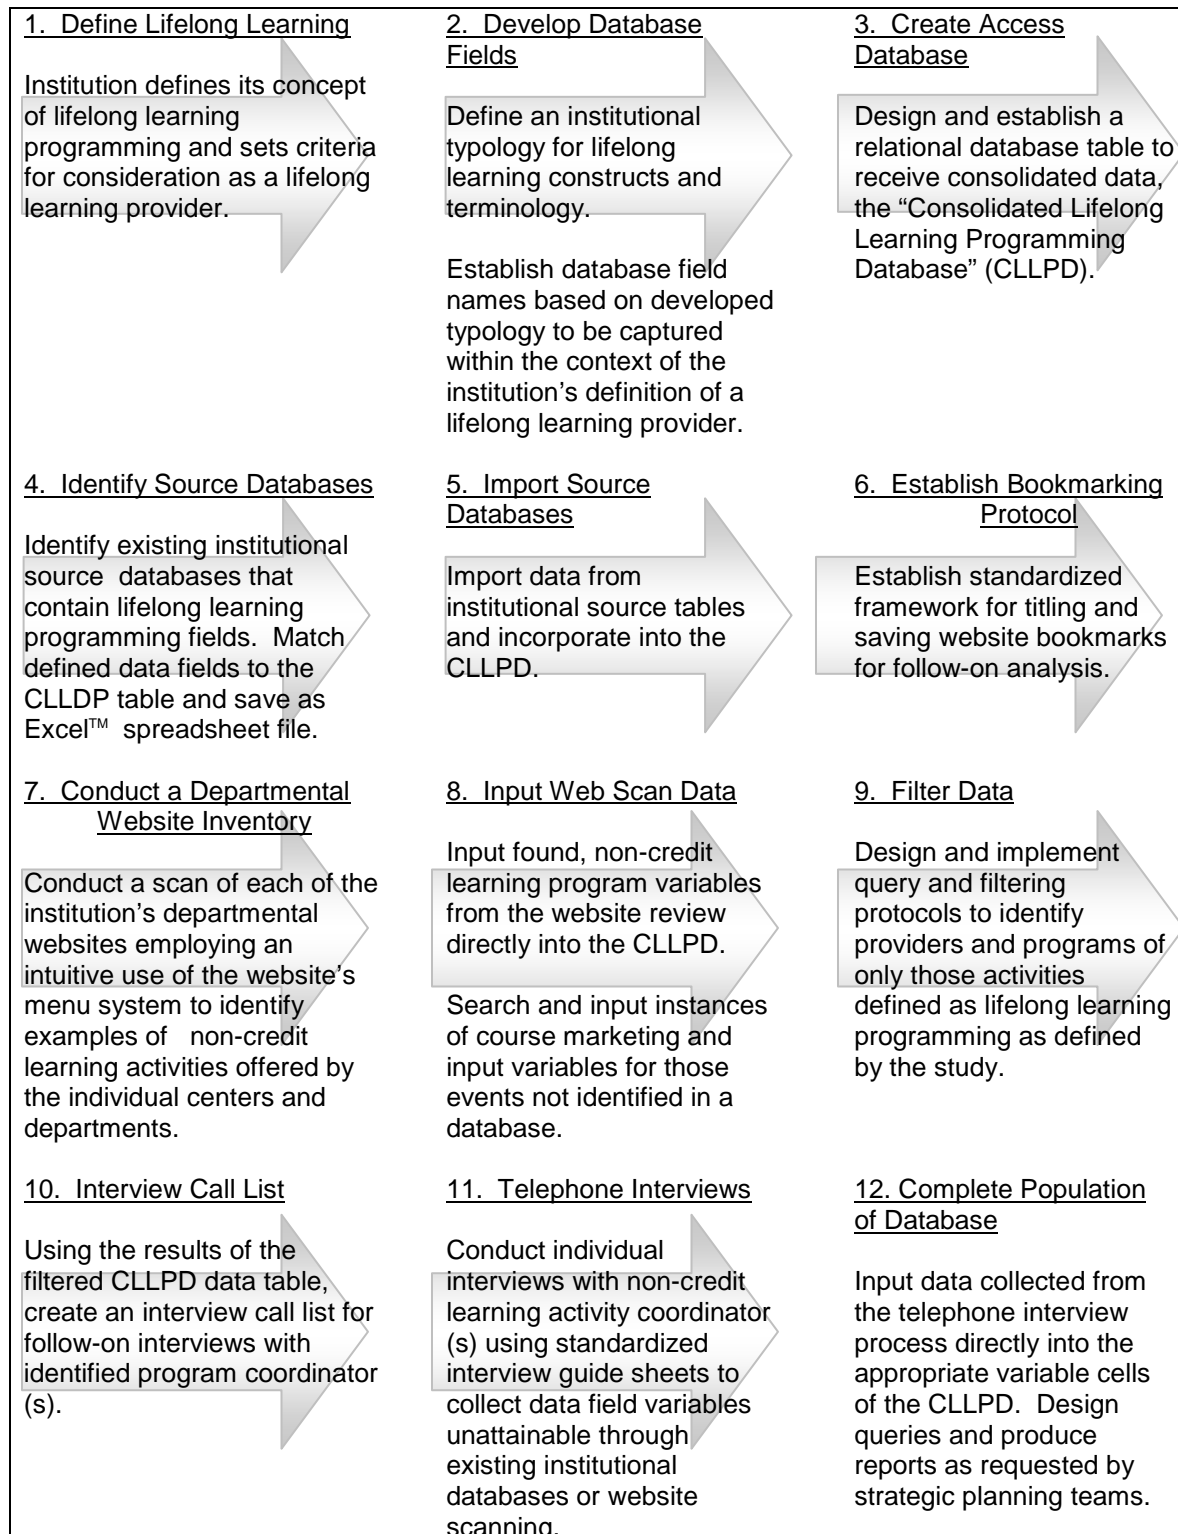 1. Define Lifelong Learning
Institution defines its concept
of lifelong learning
programming and sets criteria
for consideration as a lifelong
learning provider.
2. Develop Database
Fields
Define an institutional
typology for lifelong
learning constructs and
terminology.
Establish database field
names based on developed
typology to be captured
within the context of the
institution’s definition of a
lifelong learning provider.
3. Create Access
Database
Design and establish a
relational database table to
receive consolidated data,
the “Consolidated Lifelong
Learning Programming
Database” (CLLPD).
4. Identify Source Databases
Identify existing institutional
source databases that
contain lifelong learning
programming fields. Match
defined data fields to the
CLLDP table and save as
Excel™ spreadsheet file.
5. Import Source
Databases
Import data from
institutional source tables
and incorporate into the
CLLPD.
6. Establish Bookmarking
Protocol
Establish standardized
framework for titling and
saving website bookmarks
for follow-on analysis.
7. Conduct a Departmental
Website Inventory
Conduct a scan of each of the
institution’s departmental
websites employing an
intuitive use of the website’s
menu system to identify
examples of non-credit
learning activities offered by
the individual centers and
departments.
8. Input Web Scan Data
Input found, non-credit
learning program variables
from the website review
directly into the CLLPD.
Search and input instances
of course marketing and
input variables for those
events not identified in a
database.
9. Filter Data
Design and implement
query and filtering
protocols to identify
providers and programs of
only those activities
defined as lifelong learning
programming as defined
by the study.
10. Interview Call List
Using the results of the
filtered CLLPD data table,
create an interview call list for
follow-on interviews with
identified program coordinator
(s).
11. Telephone Interviews
Conduct individual
interviews with non-credit
learning activity coordinator
(s) using standardized
interview guide sheets to
collect data field variables
unattainable through
existing institutional
databases or website
scanning.
12. Complete Population
of Database
Input data collected from
the telephone interview
process directly into the
appropriate variable cells
of the CLLPD. Design
queries and produce
reports as requested by
strategic planning teams.